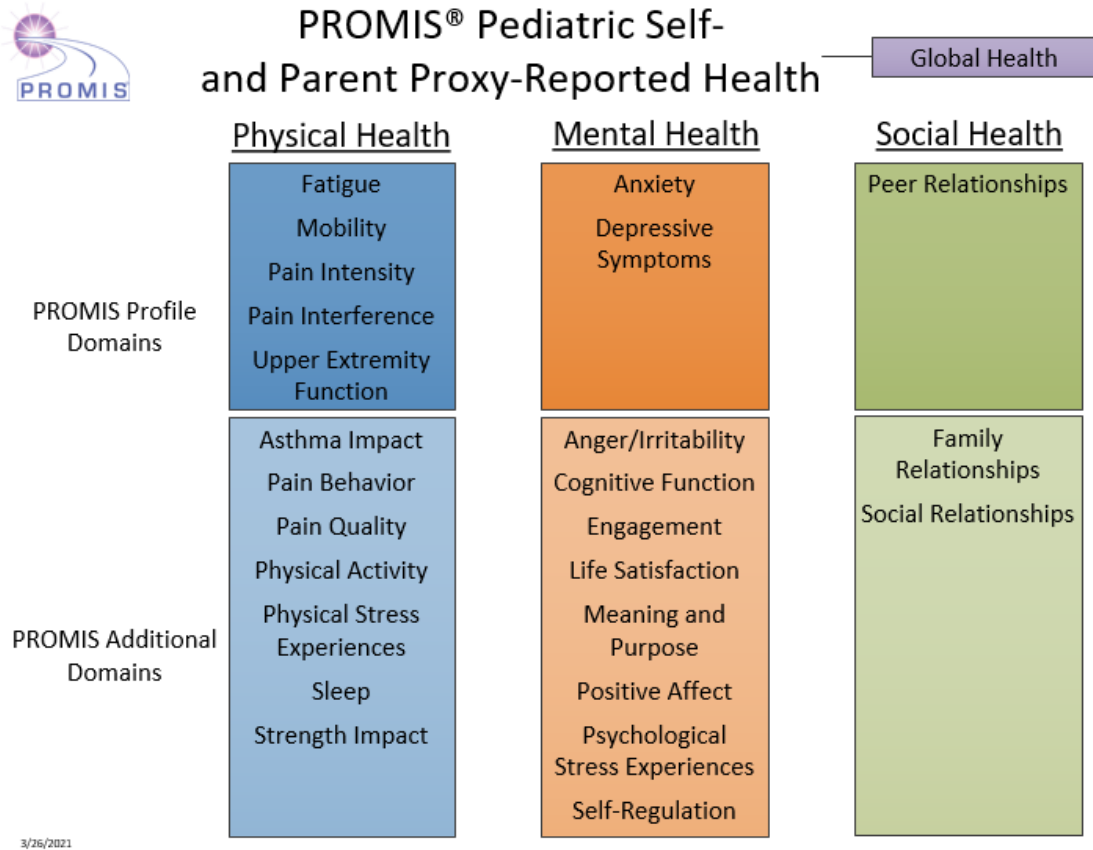 PROMIS
PROMIS® Pediatric Self-
and Parent Proxy-Reported Health
Global Health
Physical Health
Mental Health
Social Health
PROMIS Profile
Domains
Fatigue
Mobility
Pain Intensity
Pain Interference
Upper Extremity
Function
Anxiety
Depressive
Symptoms
Peer Relationships
PROMIS Additional
Domains
Asthma Impact
Pain Behavior
Pain Quality
Physical Activity
Physical Stress
Experiences
Sleep
Strength Impact
Anger/Irritability
Cognitive Function
Engagement
Life Satisfaction
Meaning and
Purpose
Positive Affect
Psychological
Stress Experiences
Self-Regulation
Family
Relationships
Social Relationships
3/26/2021